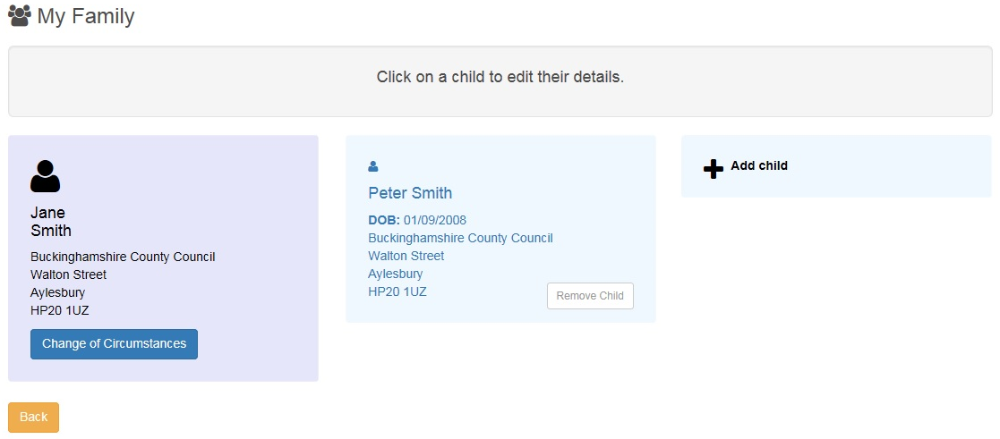 My Family
Click on a child to edit their details.
Jane
Smith
Buckinghamshire County Council
Walton Street
Aylesbury
HP20 1UZ
Change of Circumstances
Peter Smith
DOB: 01/09/2008
Buckinghamshire County Council
Walton Street
Aylesbury
HP20 1UZ
Remove Child
Add child
Back